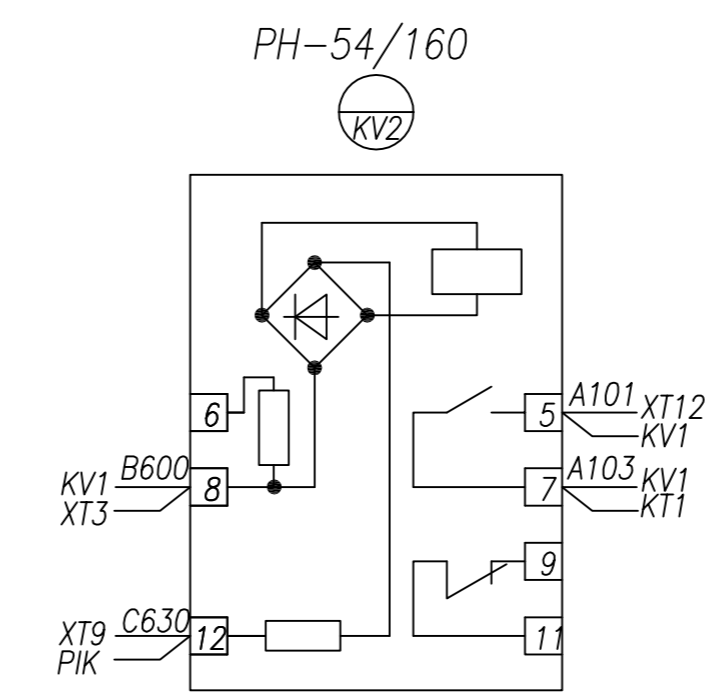 РН-54/160
KV2
6
5
A101
XT12
KV1
KV1
B600
8
XT3
7
A103
KV1
KT1
9
XT9
C630
12
PIK
11